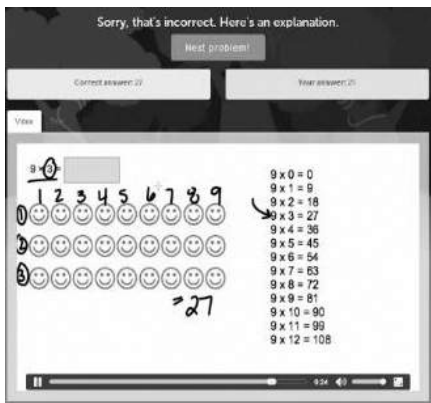 Sorry, that's incorrect. Here's an explanation.
Next problem!
Correct answer: 27
Your answer: 21
Video
9 × 3 =
1 2 3 4 5 6 7 8 9
1
2
3
= 27
9 x 0 = 0
9 x 1 = 9
9 x 2 = 18
9 x 3 = 27
9 x 4 = 36
9 x 5 = 45
9 x 6 = 54
9 x 7 = 63
9 x 8 = 72
9 x 9 = 81
9 x 10 = 90
9 x 11 = 99
9 x 12 = 108